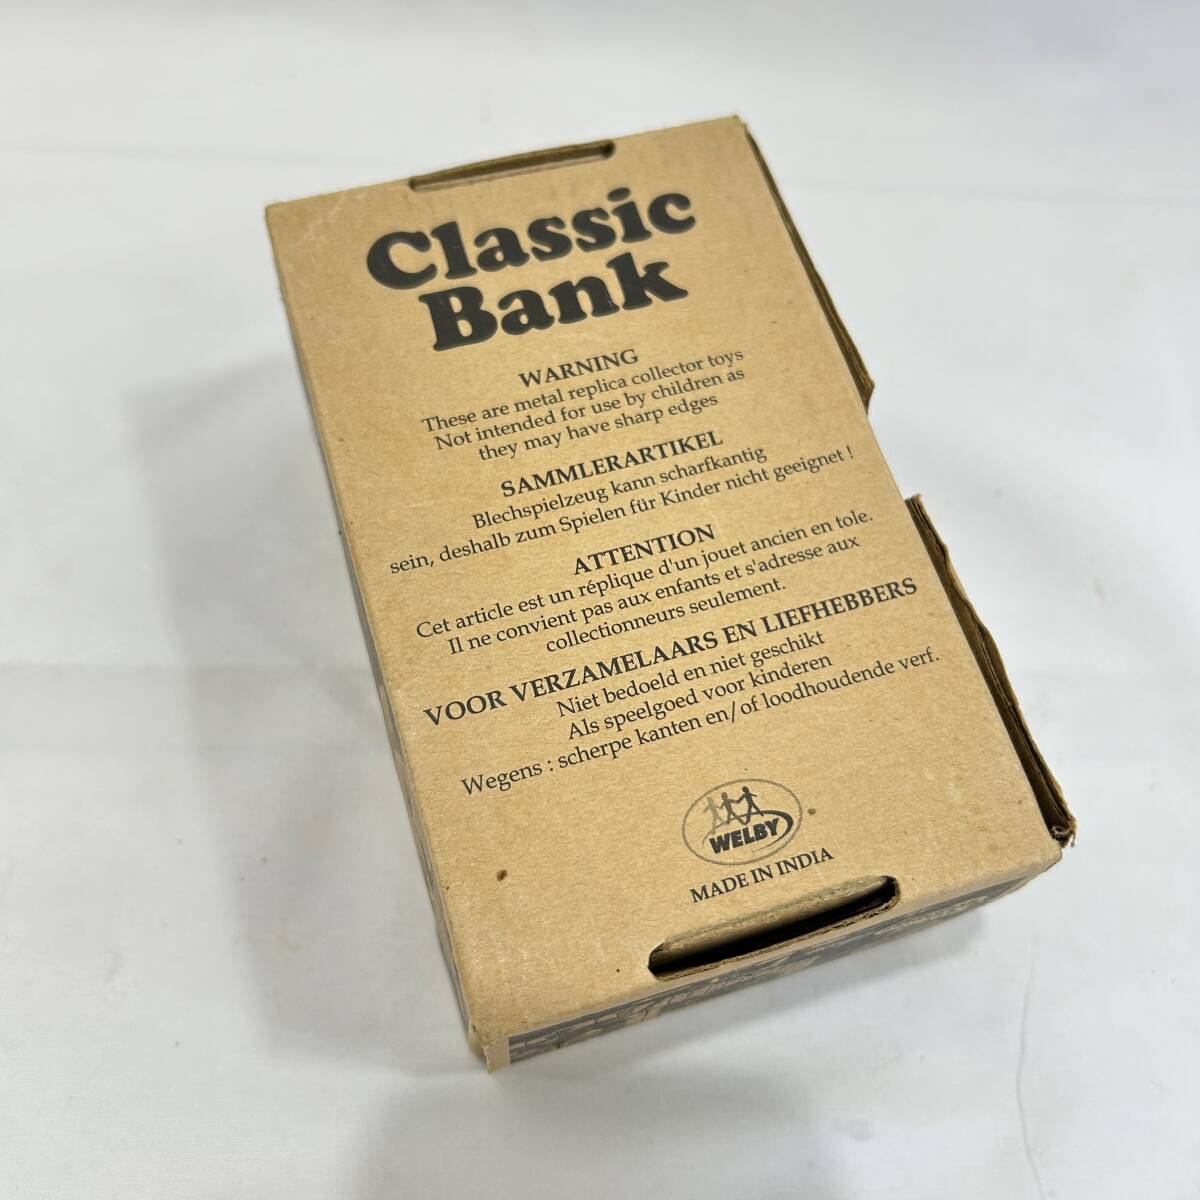 Classic
Bank
WARNING
These are metal replica collector toys
Not intended for use by children as
they may have sharp edges
SAMMLERARTIKEL
Blechspielzeug kann scharfkantig
sein, deshalb zum Spielen für Kinder nicht geeignet !
ATTENTION
Cet article est un réplique d'un jouet ancien en tole.
Il ne convient pas aux enfants et s'adresse aux
collectionneurs seulement.
VOOR VERZAMELAARS EN LIEFHEBBERS
Niet bedoeld en niet geschikt
Als speelgoed voor kinderen
Wegens : scherpe kanten en/of loodhoudende verf.
WELBY
MADE IN INDIA